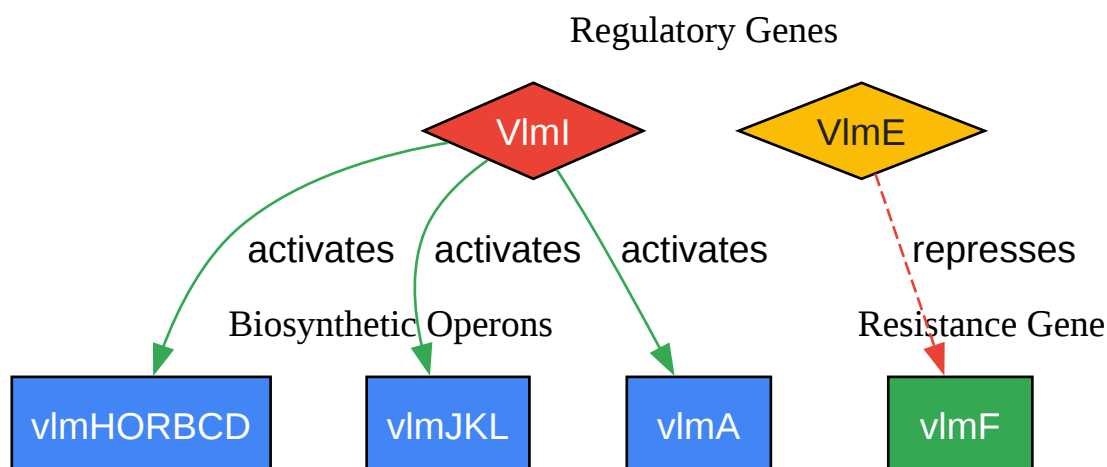 Regulatory Genes
VlmI
VlmE
activates
activates
activates
represses
Biosynthetic Operons
Resistance Gene
vlmHORBCD
vlmJKL
vlmA
vlmF